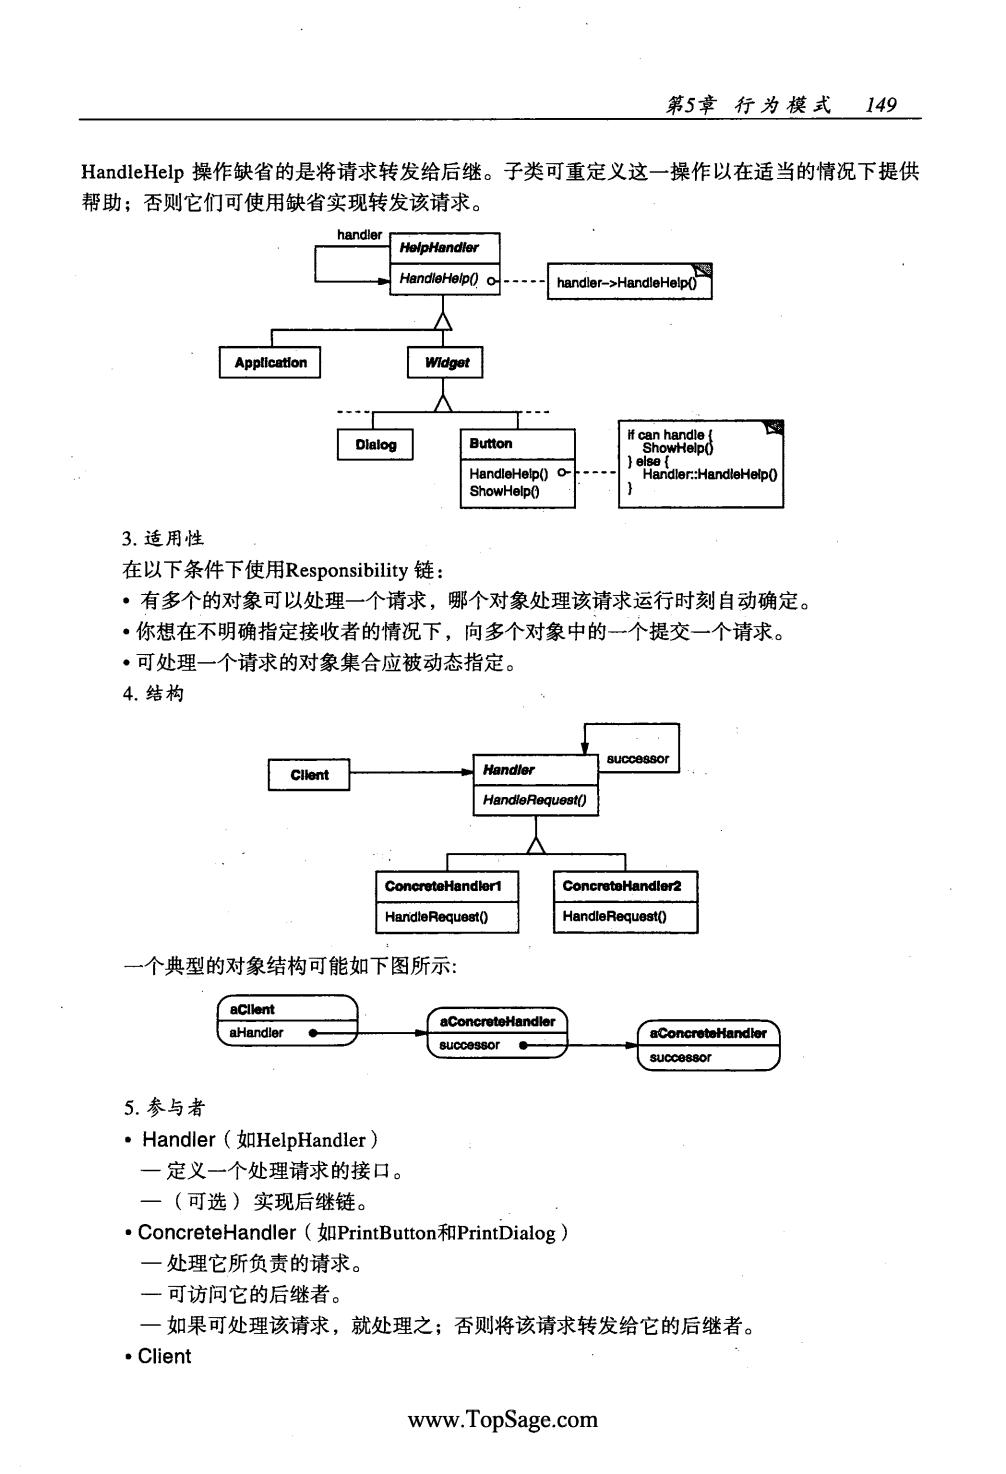 第5章 行为模式 149
HandleHelp 操作缺省的是将请求转发给后继。子类可重定义这一操作以在适当的情况下提供
帮助；否则它们可使用缺省实现转发该请求。
handler
HelpHandler
HandleHelp()
handler->HandleHelp()
Application
Widget
Dialog
Button
HandleHelp()
ShowHelp()
if can handle {
ShowHelp()
} else {
Handler::HandleHelp()
}
3. 适用性
在以下条件下使用Responsibility 链：
• 有多个的对象可以处理一个请求，哪个对象处理该请求运行时刻自动确定。
• 你想在不明确指定接收者的情况下，向多个对象中的一个提交一个请求。
• 可处理一个请求的对象集合应被动态指定。
4. 结构
Client
Handler
HandleRequest()
successor
ConcreteHandler1
HandleRequest()
ConcreteHandler2
HandleRequest()
一个典型的对象结构可能如下图所示:
aClient
aHandler
aConcreteHandler
successor
aConcreteHandler
successor
5. 参与者
• Handler（如HelpHandler）
— 定义一个处理请求的接口。
—（可选） 实现后继链。
• ConcreteHandler（如PrintButton和PrintDialog）
— 处理它所负责的请求。
— 可访问它的后继者。
— 如果可处理该请求，就处理之；否则将该请求转发给它的后继者。
• Client
www.TopSage.com